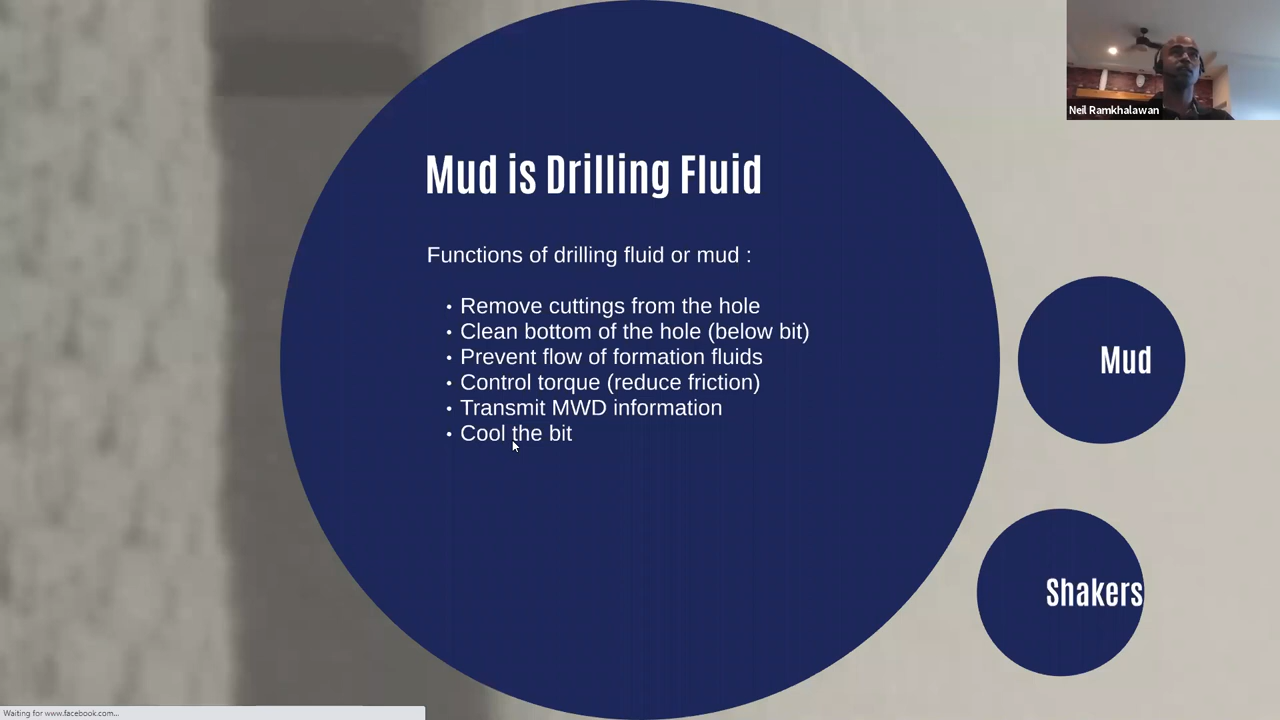 Neil Ramkhalawan
Mud is Drilling Fluid
Functions of drilling fluid or mud :
• Remove cuttings from the hole
• Clean bottom of the hole (below bit)
• Prevent flow of formation fluids
• Control torque (reduce friction)
• Transmit MWD information
• Cool the bit
Mud
Shakers
Waiting for www.facebook.com...